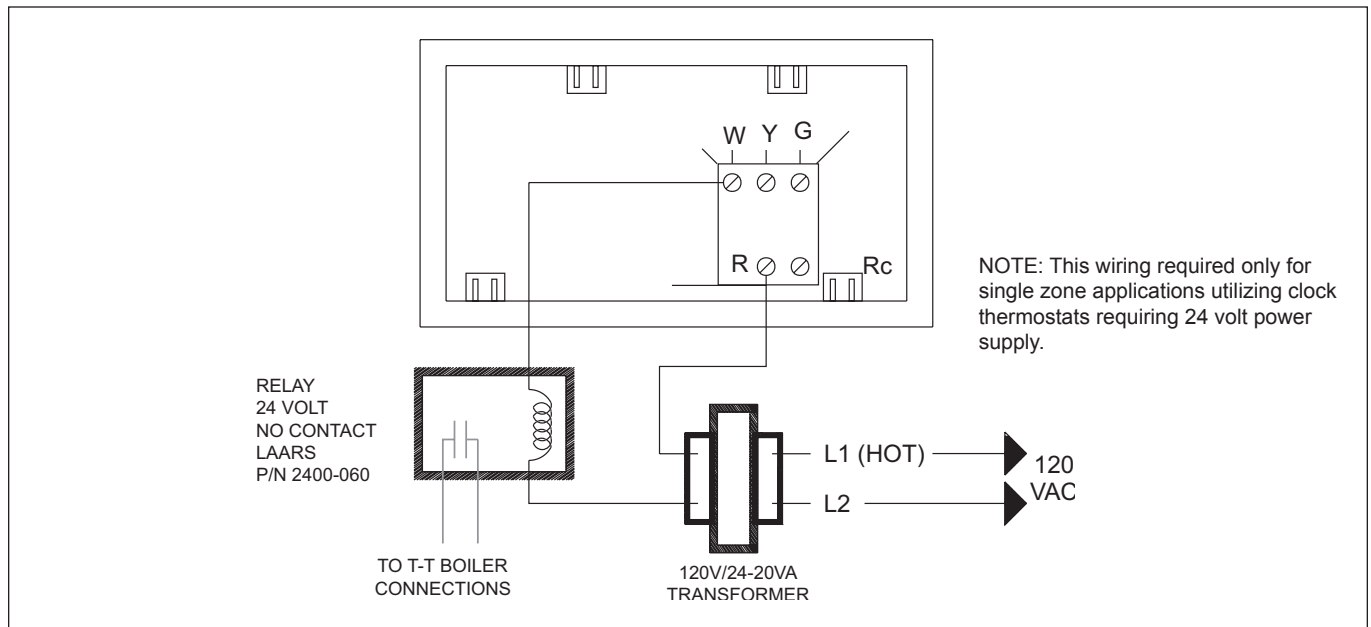 W Y G
R Rc
NOTE: This wiring required only for
single zone applications utilizing clock
thermostats requiring 24 volt power
supply.
RELAY
24 VOLT
NO CONTACT
LAARS
P/N 2400-060
L1 (HOT)
L2
120
VAC
TO T-T BOILER
CONNECTIONS
120V/24-20VA
TRANSFORMER